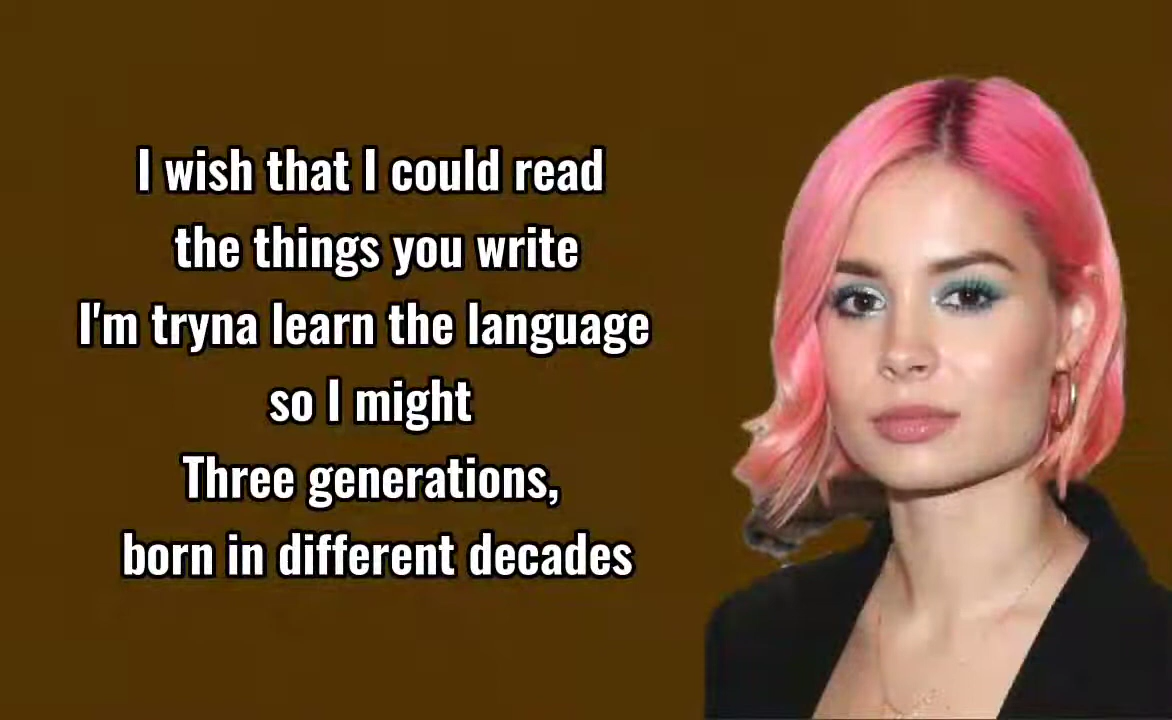 I wish that I could read
the things you write
I'm tryna learn the language
so I might
Three generations,
born in different decades